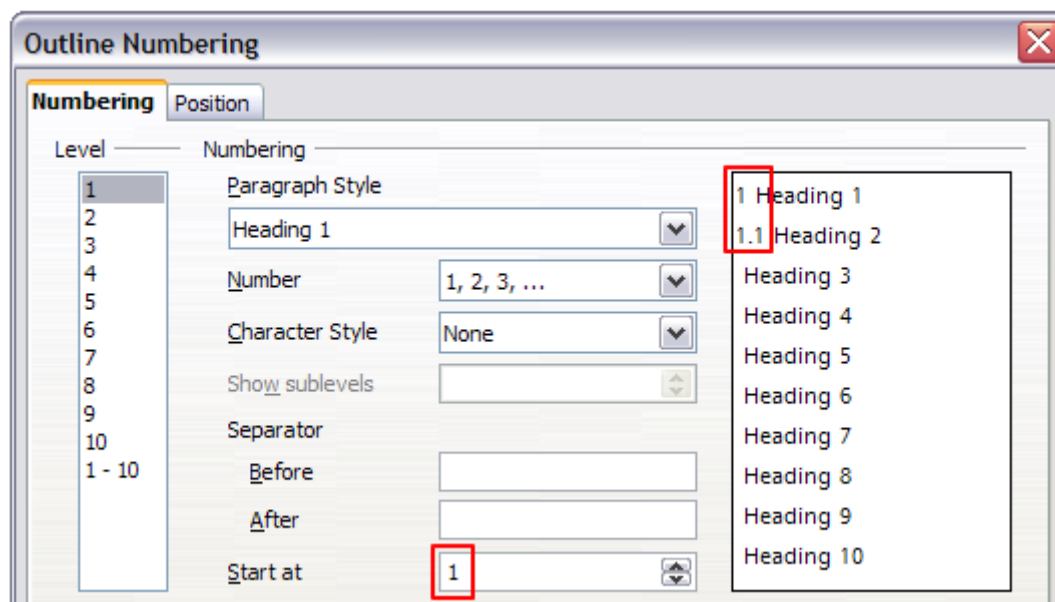 Outline Numbering
Numbering Position
Level Numbering
1
2
3
4
5
6
7
8
9
10
1 - 10
Paragraph Style
Heading 1
Number 1, 2, 3, ...
Character Style None
Show sublevels
Separator
Before
After
Start at 1
1 Heading 1
1.1 Heading 2
Heading 3
Heading 4
Heading 5
Heading 6
Heading 7
Heading 8
Heading 9
Heading 10